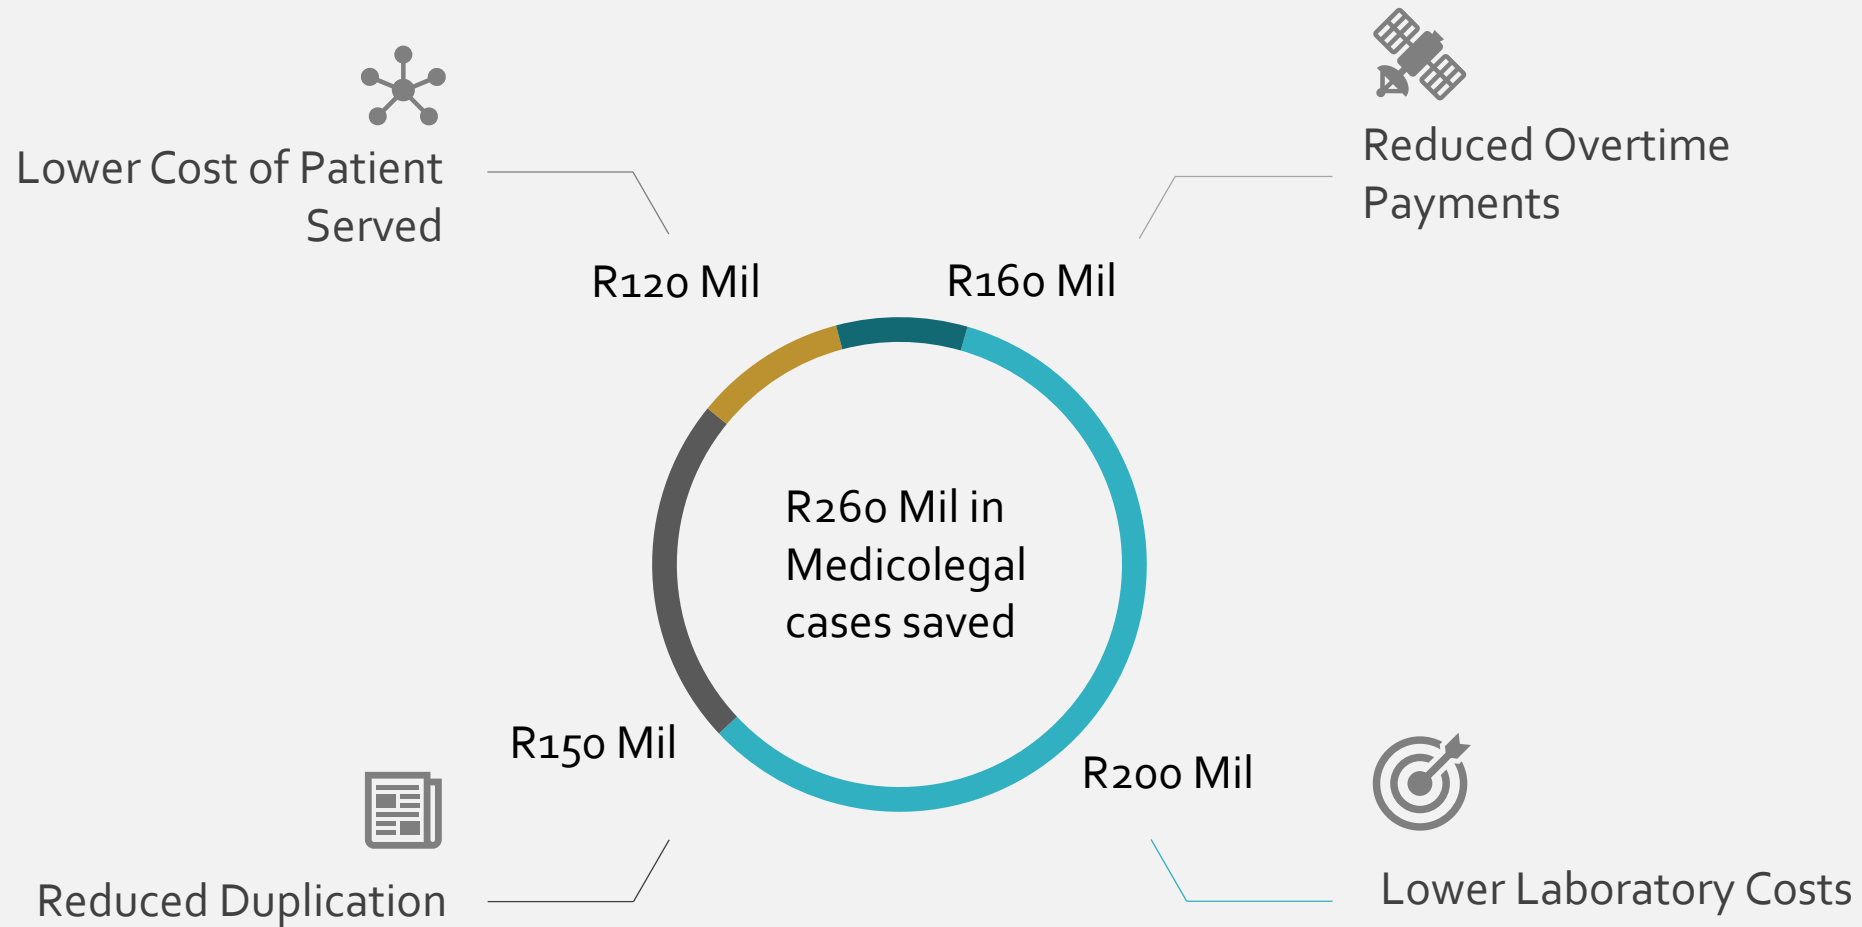 Lower Cost of Patient
Served
Reduced Overtime
Payments
R120 Mil
R160 Mil
R260 Mil in
Medicolegal
cases saved
R150 Mil
R200 Mil
Reduced Duplication
Lower Laboratory Costs